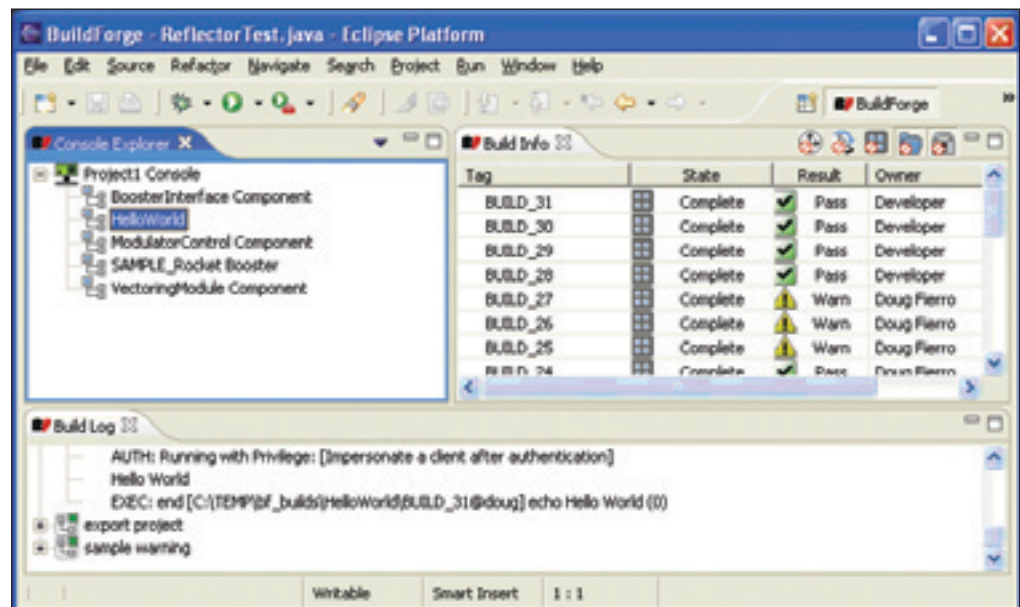 BuildForge - ReflectorTest.java - Eclipse Platform
File Edit Source Refactor Navigate Search Project Run Window Help
BuildForge
Console Explorer
Project1 Console
BoosterInterface Component
HelloWorld
ModulatorControl Component
SAMPLE_Rocket Booster
VectoringModule Component
Build Info
Tag State Result Owner
BUILD_31 Complete Pass Developer
BUILD_30 Complete Pass Developer
BUILD_29 Complete Pass Developer
BUILD_28 Complete Pass Developer
BUILD_27 Complete Warn Doug Fierro
BUILD_26 Complete Warn Doug Fierro
BUILD_25 Complete Warn Doug Fierro
BUILD_24 Complete Pass Doug Fierro
Build Log
AUTH: Running with Privilege: [Impersonate a client after authentication]
Hello World
EXEC: end [C:\TEMP\bf_builds\HelloWorld\BUILD_31@doug] echo Hello World (0)
export project
sample warning
Writable Smart Insert 1 : 1